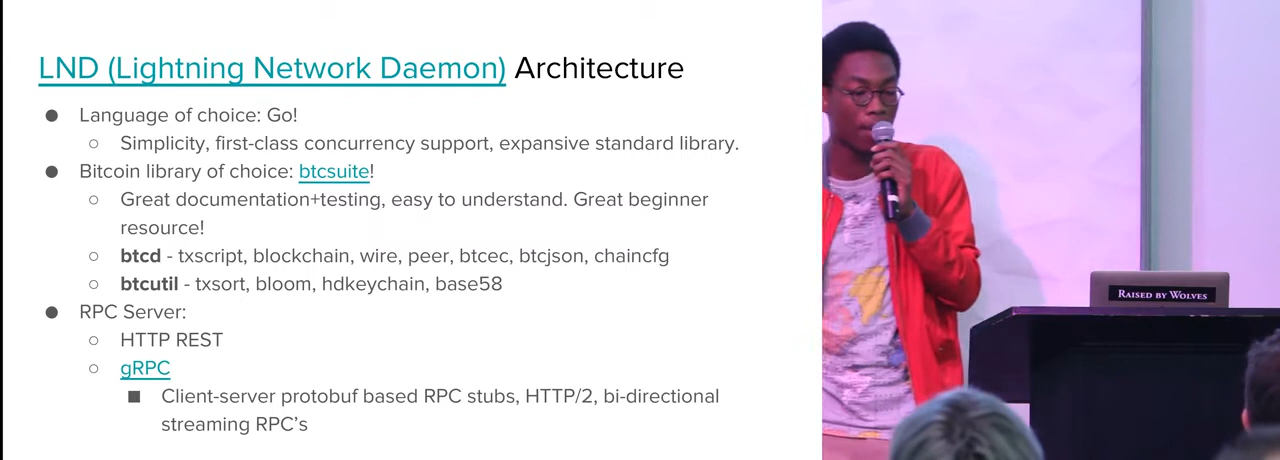 LND (Lightning Network Daemon) Architecture
● Language of choice: Go!
○ Simplicity, first-class concurrency support, expansive standard library.
● Bitcoin library of choice: btcsuite!
○ Great documentation+testing, easy to understand. Great beginner
resource!
○ btcd - txscript, blockchain, wire, peer, btcec, btcjson, chaincfg
○ btcutil - txsort, bloom, hdkeychain, base58
● RPC Server:
○ HTTP REST
○ gRPC
■ Client-server protobuf based RPC stubs, HTTP/2, bi-directional
streaming RPC's
RAISED BY WOLVES